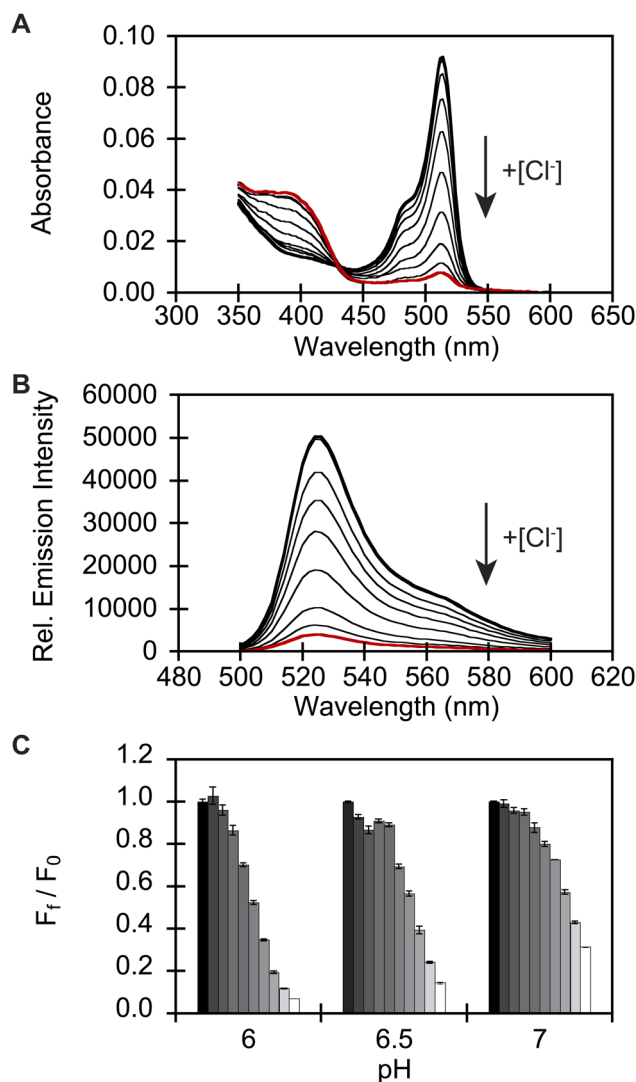 A
Absorbance
0.10
0.08
0.06
0.04
0.02
0.00
+[Cl⁻]
300 350 400 450 500 550 600 650
Wavelength (nm)
B
Rel. Emission Intensity
60000
50000
40000
30000
20000
10000
0
+[Cl⁻]
480 500 520 540 560 580 600 620
Wavelength (nm)
C
F_f / F_0
1.2
1.0
0.8
0.6
0.4
0.2
0.0
6 6.5 7
pH